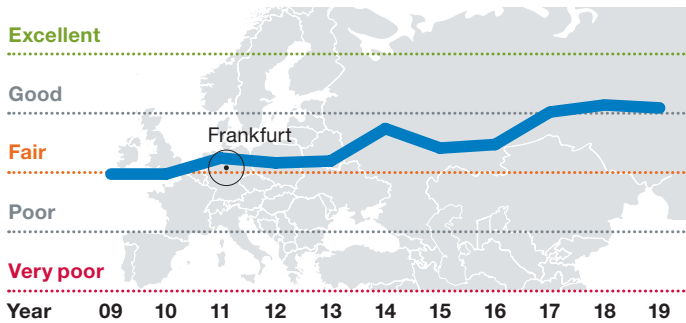 Excellent
Good
Frankfurt
Fair
Poor
Very poor
Year 09 10 11 12 13 14 15 16 17 18 19